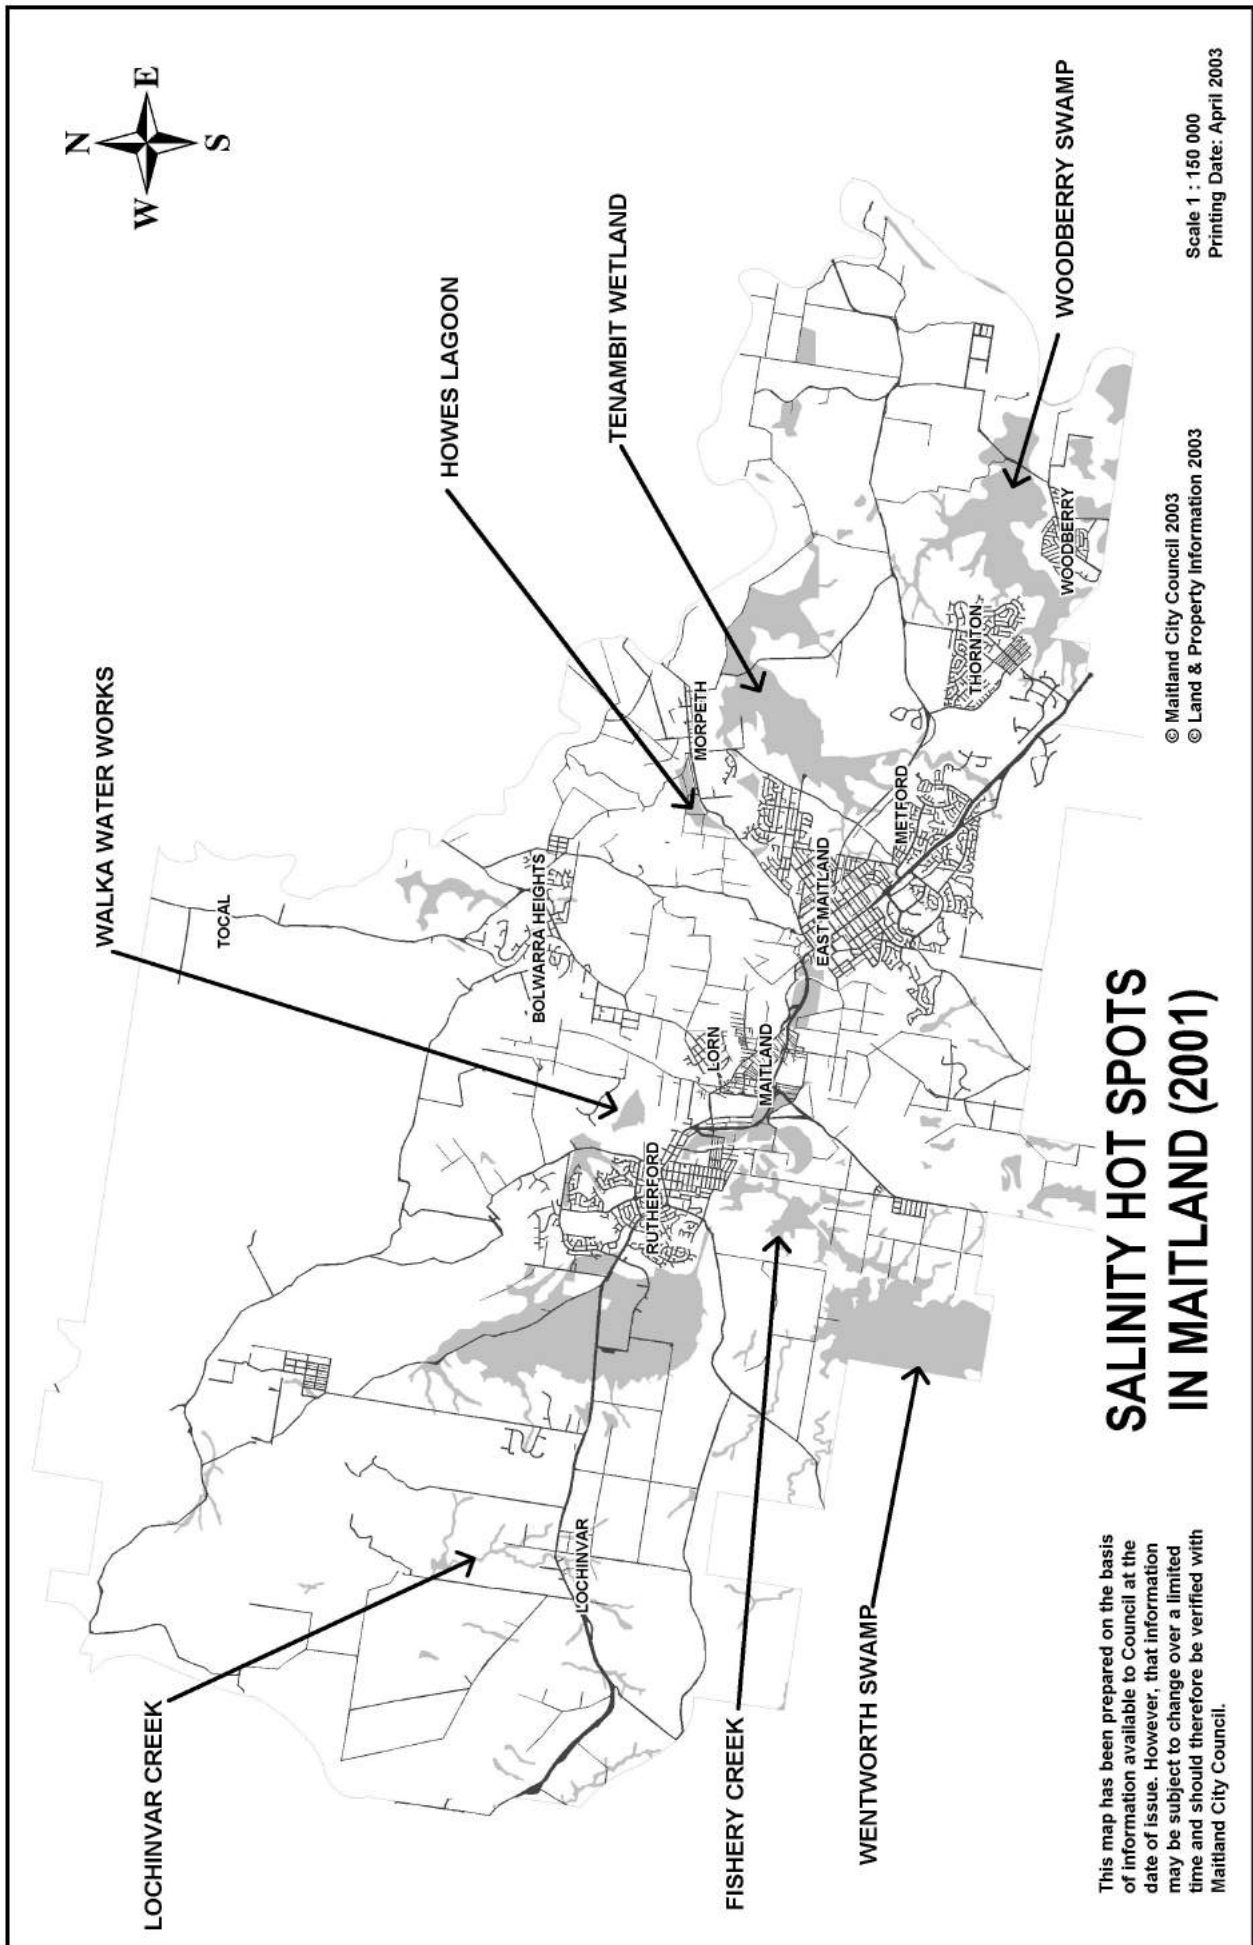 N
W
E
S
WALKA WATER WORKS
HOWES LAGOON
TENAMBIT WETLAND
WOODBERRY SWAMP
LOCHINVAR CREEK
FISHERY CREEK
WENTWORTH SWAMP
TOCAL
BOLWARRA HEIGHTS
MORPETH
LORN
MAITLAND
EAST MAITLAND
METFORD
THORNTON
WOODBERRY
RUTHERFORD
LOCHINVAR
SALINITY HOT SPOTS
IN MAITLAND (2001)
This map has been prepared on the basis
of information available to Council at the
date of issue. However, that information
may be subject to change over a limited
time and should therefore be verified with
Maitland City Council.
© Maitland City Council 2003
© Land & Property Information 2003
Scale 1 : 150 000
Printing Date: April 2003